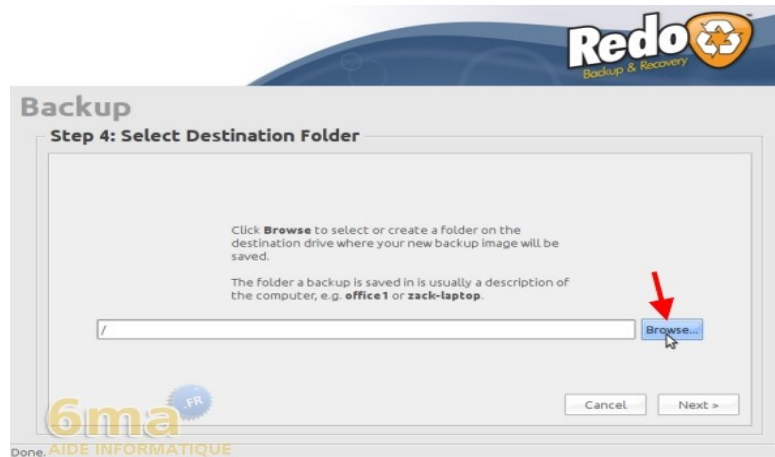 Redo
Backup & Recovery
Backup
Step 4: Select Destination Folder
Click Browse to select or create a folder on the
destination drive where your new backup image will be
saved.
The folder a backup is saved in is usually a description of
the computer, e.g. office1 or zack-laptop.
/
Browse...
Cancel
Next >
6ma
.FR
Done.
AIDE INFORMATIQUE